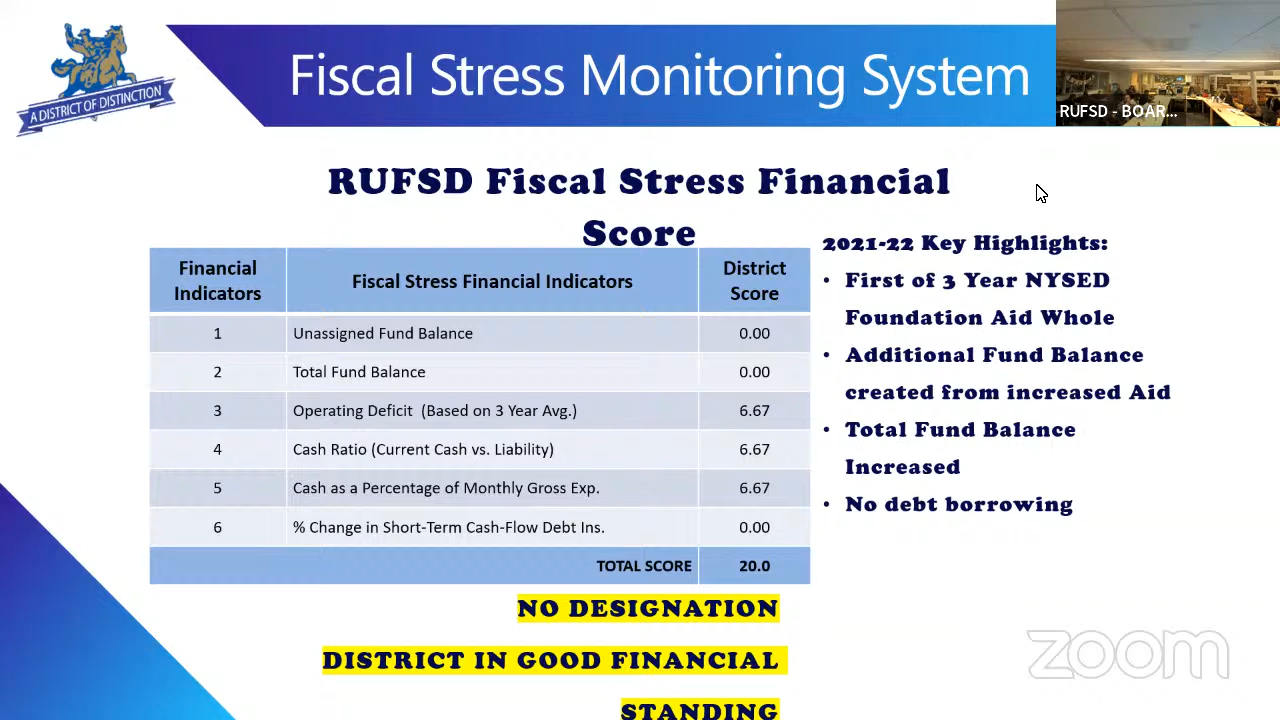 A DISTRICT OF DISTINCTION
Fiscal Stress Monitoring System
RUFSD - BOAR...
RUFSD Fiscal Stress Financial
Score
Financial Indicators | Fiscal Stress Financial Indicators | District Score
1 | Unassigned Fund Balance | 0.00
2 | Total Fund Balance | 0.00
3 | Operating Deficit (Based on 3 Year Avg.) | 6.67
4 | Cash Ratio (Current Cash vs. Liability) | 6.67
5 | Cash as a Percentage of Monthly Gross Exp. | 6.67
6 | % Change in Short-Term Cash-Flow Debt Ins. | 0.00
TOTAL SCORE | 20.0
2021-22 Key Highlights:
• First of 3 Year NYSED
Foundation Aid Whole
• Additional Fund Balance
created from increased Aid
• Total Fund Balance
Increased
• No debt borrowing
NO DESIGNATION
DISTRICT IN GOOD FINANCIAL
STANDING
zoom